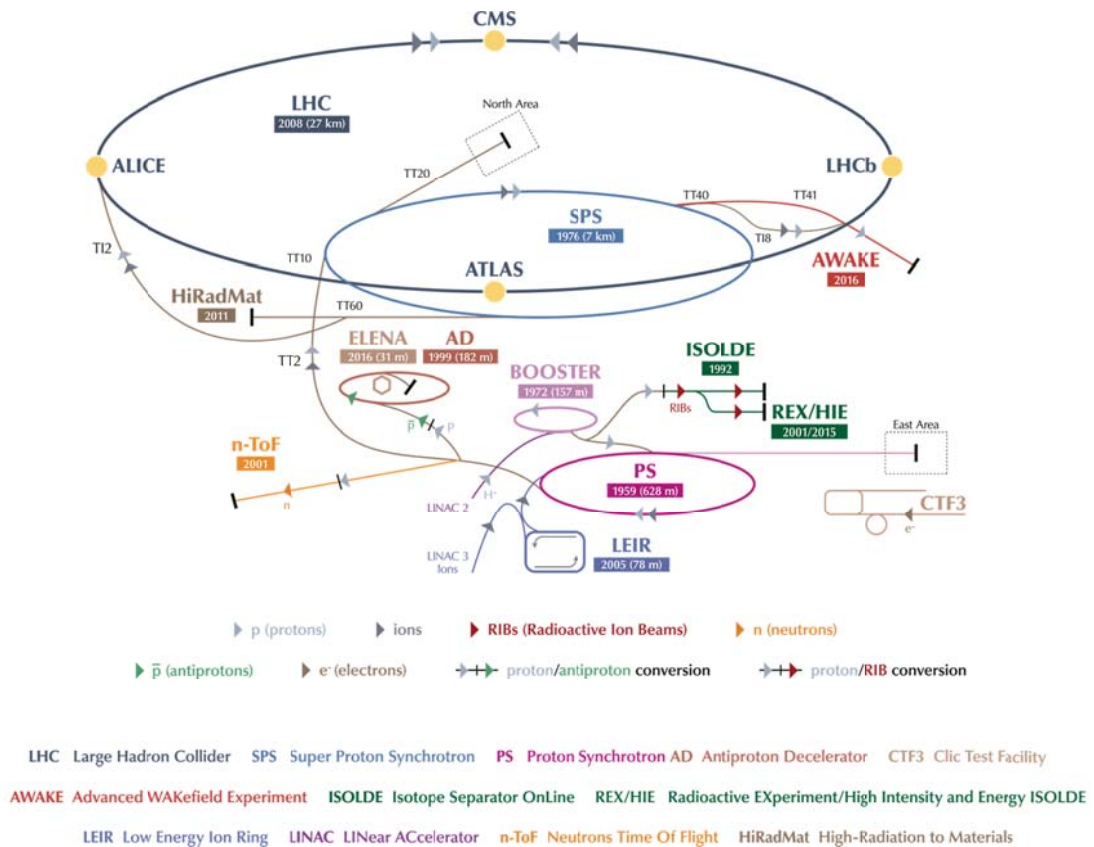 CMS
LHC
2008 (27 km)
North Area
ALICE
LHCb
TT20
TT40
TT41
SPS
1976 (7 km)
TI8
TI2
TT10
ATLAS
AWAKE
2016
HiRadMat
2011
TT60
ELENA
2016 (31 m)
AD
1999 (182 m)
TT2
BOOSTER
1972 (157 m)
ISOLDE
1992
RIBs
REX/HIE
2001/2015
p̅
p
East Area
n-ToF
2001
PS
1959 (628 m)
n
LINAC 2
H⁻
CTF3
e⁻
LINAC 3
Ions
LEIR
2005 (78 m)
p (protons) ions RIBs (Radioactive Ion Beams) n (neutrons)
p̅ (antiprotons) e⁻ (electrons) proton/antiproton conversion proton/RIB conversion
LHC Large Hadron Collider SPS Super Proton Synchrotron PS Proton Synchrotron AD Antiproton Decelerator CTF3 Clic Test Facility
AWAKE Advanced WAKefield Experiment ISOLDE Isotope Separator OnLine REX/HIE Radioactive EXperiment/High Intensity and Energy ISOLDE
LEIR Low Energy Ion Ring LINAC LINear ACcelerator n-ToF Neutrons Time Of Flight HiRadMat High-Radiation to Materials